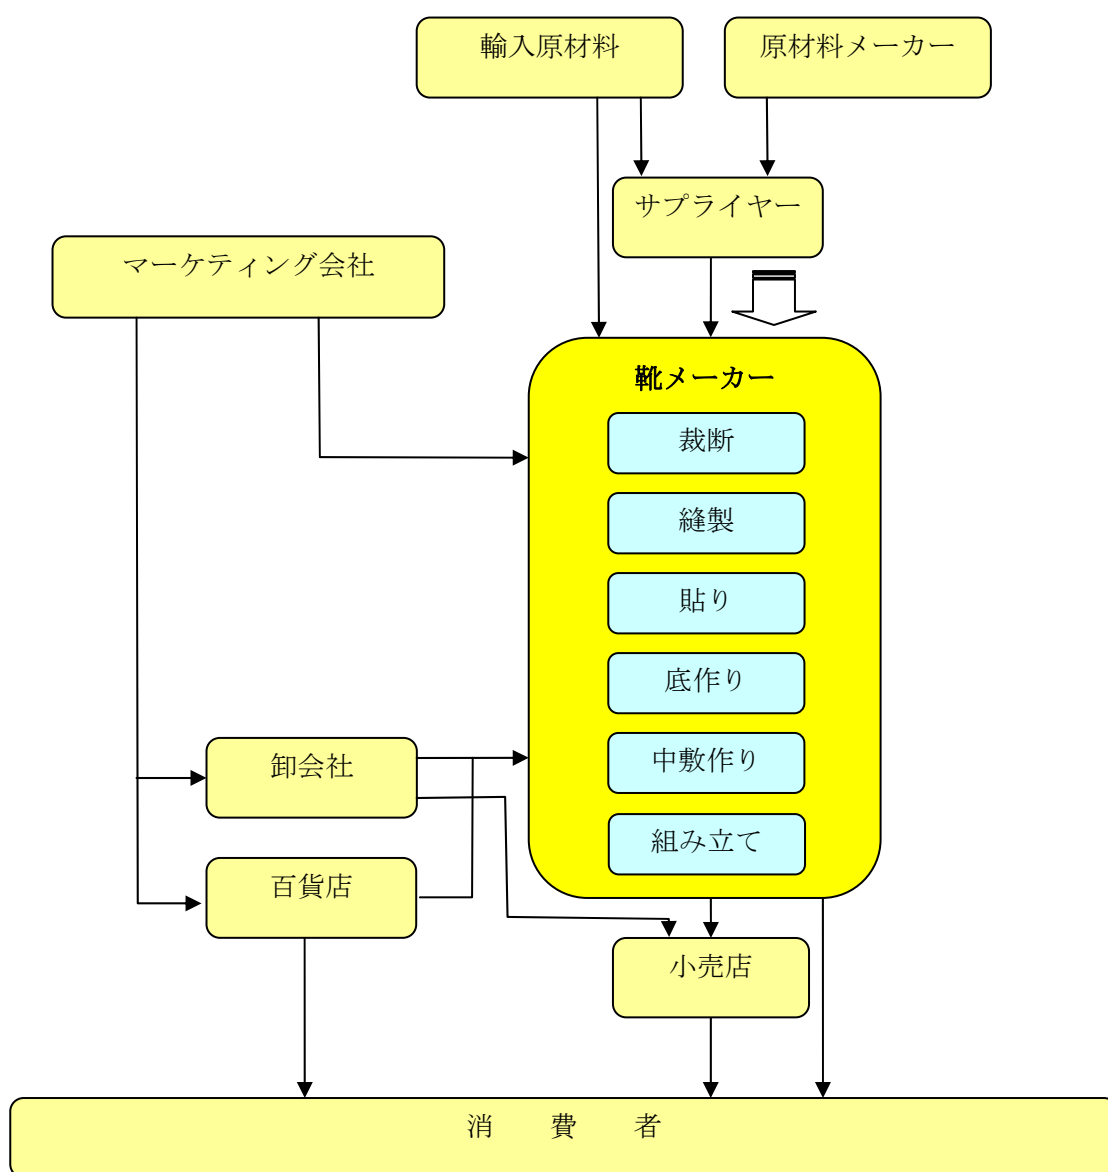 輸入原材料
原材料メーカー
サプライヤー
マーケティング会社
靴メーカー
裁断
縫製
貼り
底作り
中敷作り
組み立て
卸会社
百貨店
小売店
消　費　者